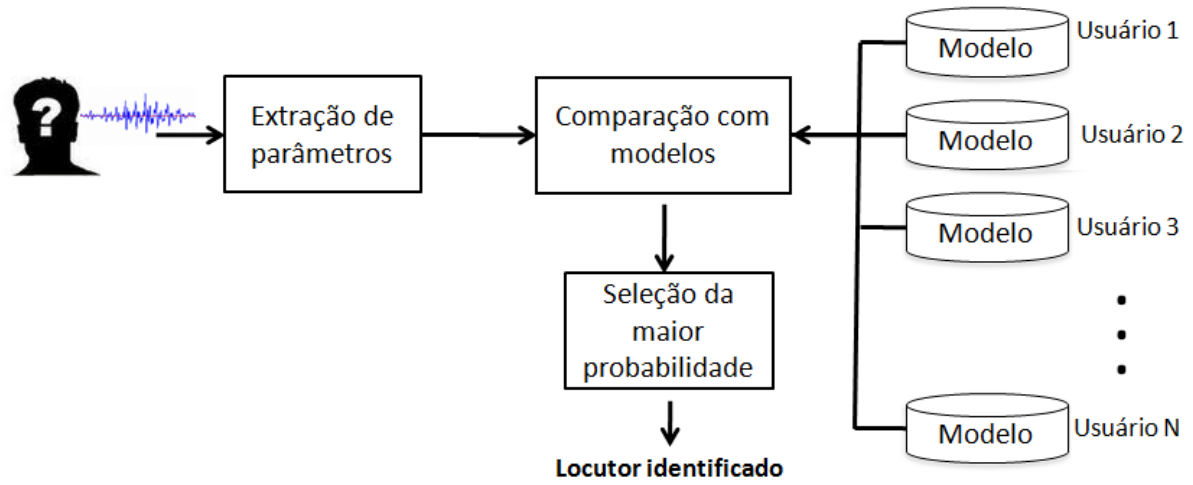 ?
Extração de
parâmetros
Comparação com
modelos
Seleção da
maior
probabilidade
Locutor identificado
Modelo
Usuário 1
Modelo
Usuário 2
Modelo
Usuário 3
Modelo
Usuário N